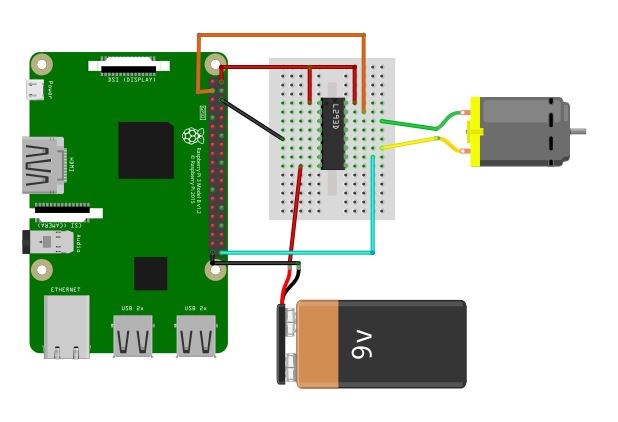 DSI (DISPLAY)
Power
HDMI
Raspberry Pi 3 Model B v1.2
© Raspberry Pi 2015
CSI (CAMERA)
Audio
ETHERNET
USB 2x
USB 2x
L293D
9v